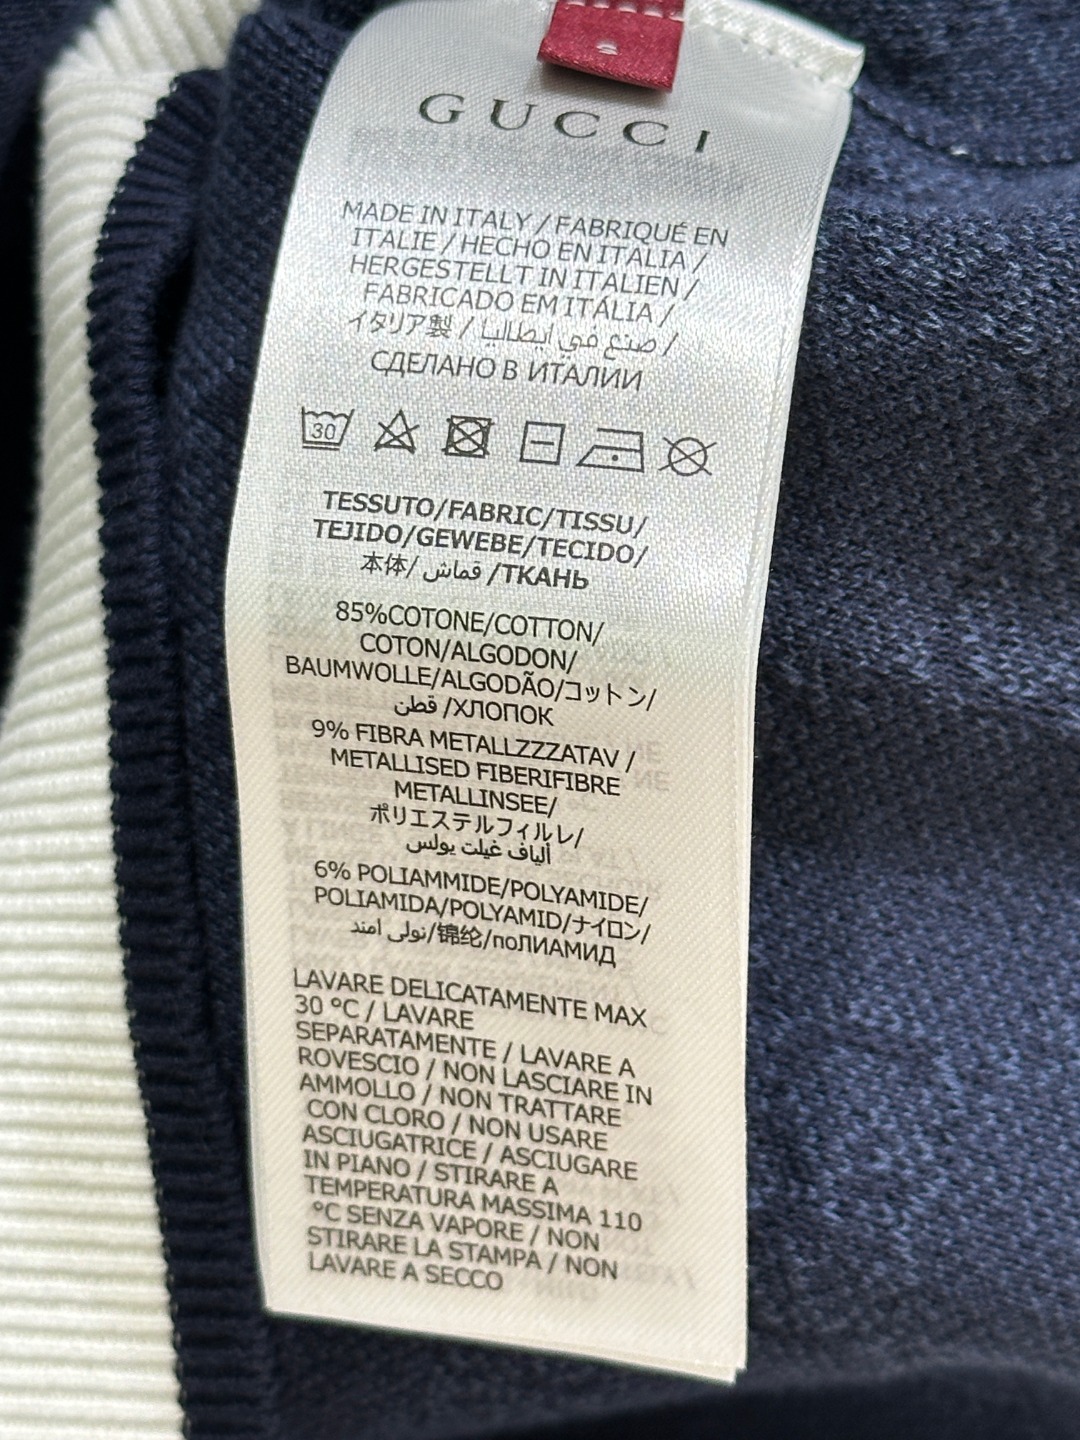 GUCCI
MADE IN ITALY / FABRIQUÉ EN
ITALIE / HECHO EN ITALIA /
HERGESTELLT IN ITALIEN /
FABRICADO EM ITÁLIA /
イタリア製 / صنع في إيطاليا /
СДЕЛАНО В ИТАЛИИ
30
TESSUTO/FABRIC/TISSU/
TEJIDO/GEWEBE/TECIDO/
本体/ قماش /ТКАНЬ
85%COTONE/COTTON/
COTON/ALGODON/
BAUMWOLLE/ALGODÃO/コットン/
قطن /ХЛОПОК
9% FIBRA METALLZZZATAV /
METALLISED FIBERIFIBRE
METALLINSEE/
ポリエステルフィルレ/
ألياف غيلت يولس
6% POLIAMMIDE/POLYAMIDE/
POLIAMIDA/POLYAMID/ナイロン/
نولى امند/锦纶/поЛИАМИД
LAVARE DELICATAMENTE MAX
30 °C / LAVARE
SEPARATAMENTE / LAVARE A
ROVESCIO / NON LASCIARE IN
AMMOLLO / NON TRATTARE
CON CLORO / NON USARE
ASCIUGATRICE / ASCIUGARE
IN PIANO / STIRARE A
TEMPERATURA MASSIMA 110
°C SENZA VAPORE / NON
STIRARE LA STAMPA / NON
LAVARE A SECCO